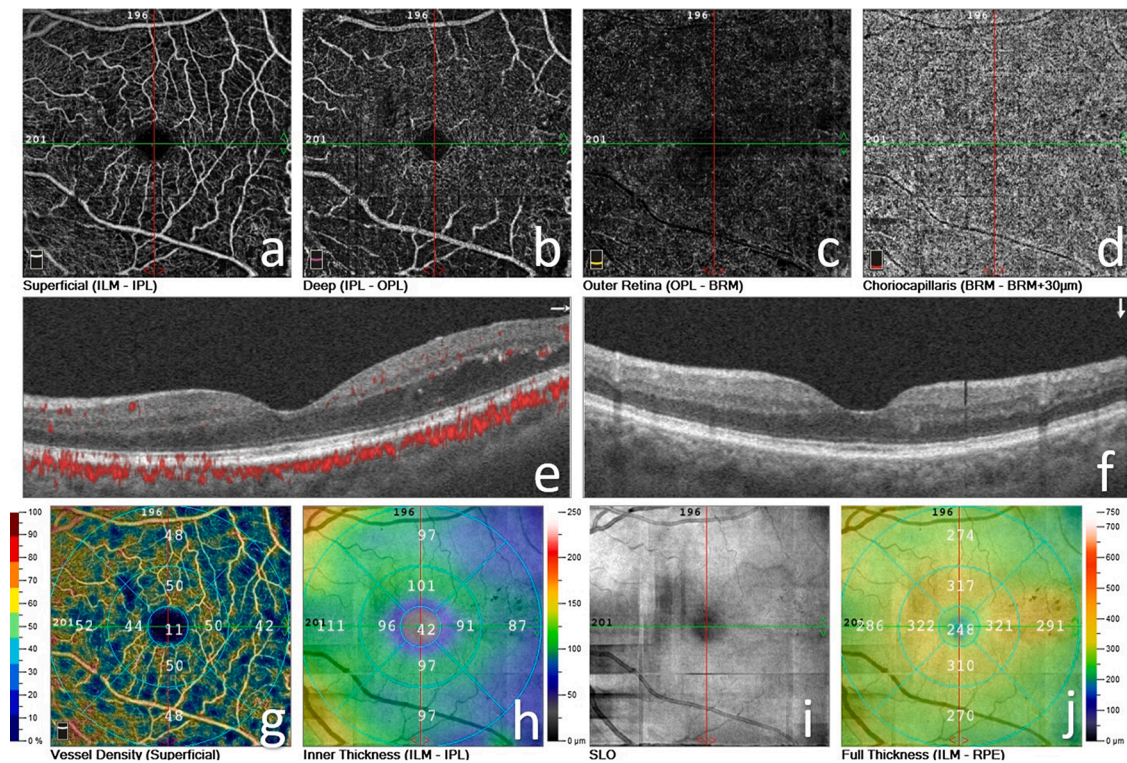 196
201
a
Superficial (ILM - IPL)
196
201
b
Deep (IPL - OPL)
196
201
c
Outer Retina (OPL - BRM)
196
201
d
Choriocapillaris (BRM - BRM+30µm)
e
f
100
90
80
70
60
50
40
30
20
10
0 %
196
48
50
201 52 44 11 50 42
50
48
g
Vessel Density (Superficial)
196
97
101
201 111 96 42 91 87
97
97
h
Inner Thickness (ILM - IPL)
250
200
150
100
50
0 µm
196
201
i
SLO
196
274
317
201 286 322 248 321 291
310
270
j
Full Thickness (ILM - RPE)
750
700
600
500
400
300
200
100
0 µm